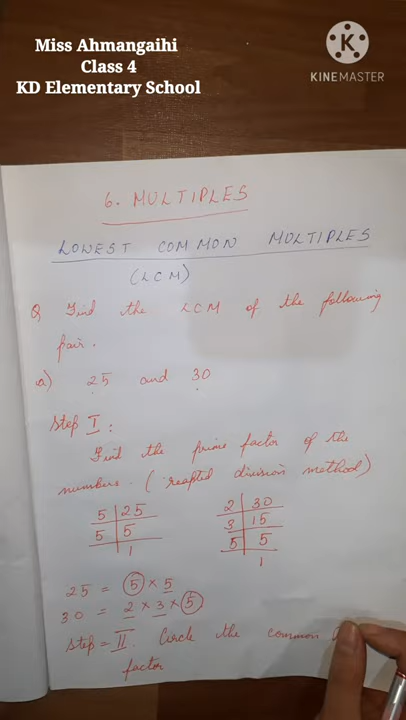 Miss Ahmangaihi
Class 4
KD Elementary School
K
KINEMASTER
6. MULTIPLES
LOWEST COMMON MULTIPLES
(LCM)
Q Find the LCM of the following
pair.
a) 25 and 30
Step I:
Find the prime factor of the
numbers. (reapted division method)
5 | 25
5 | 5
1
2 | 30
3 | 15
5 | 5
1
25 = 5 × 5
30 = 2 × 3 × 5
Step = II. Circle the common
factor